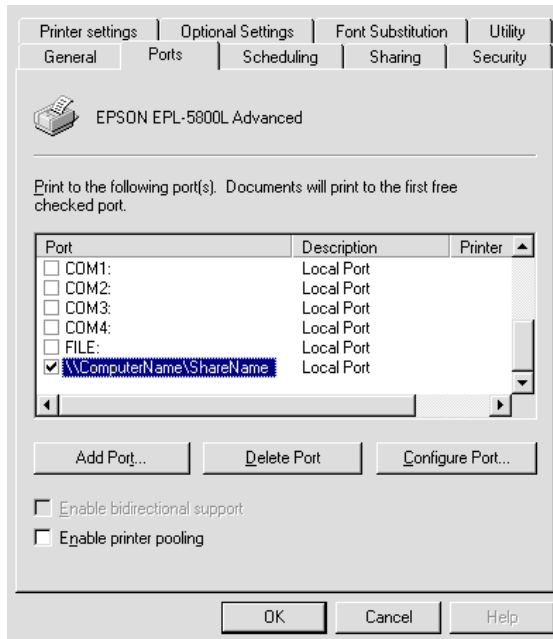 Printer settings Optional Settings Font Substitution Utility
General Ports Scheduling Sharing Security
EPSON EPL-5800L Advanced
Print to the following port(s). Documents will print to the first free
checked port.
Port Description Printer
COM1: Local Port
COM2: Local Port
COM3: Local Port
COM4: Local Port
FILE: Local Port
\\ComputerName\ShareName Local Port
Add Port... Delete Port Configure Port...
Enable bidirectional support
Enable printer pooling
OK Cancel Help